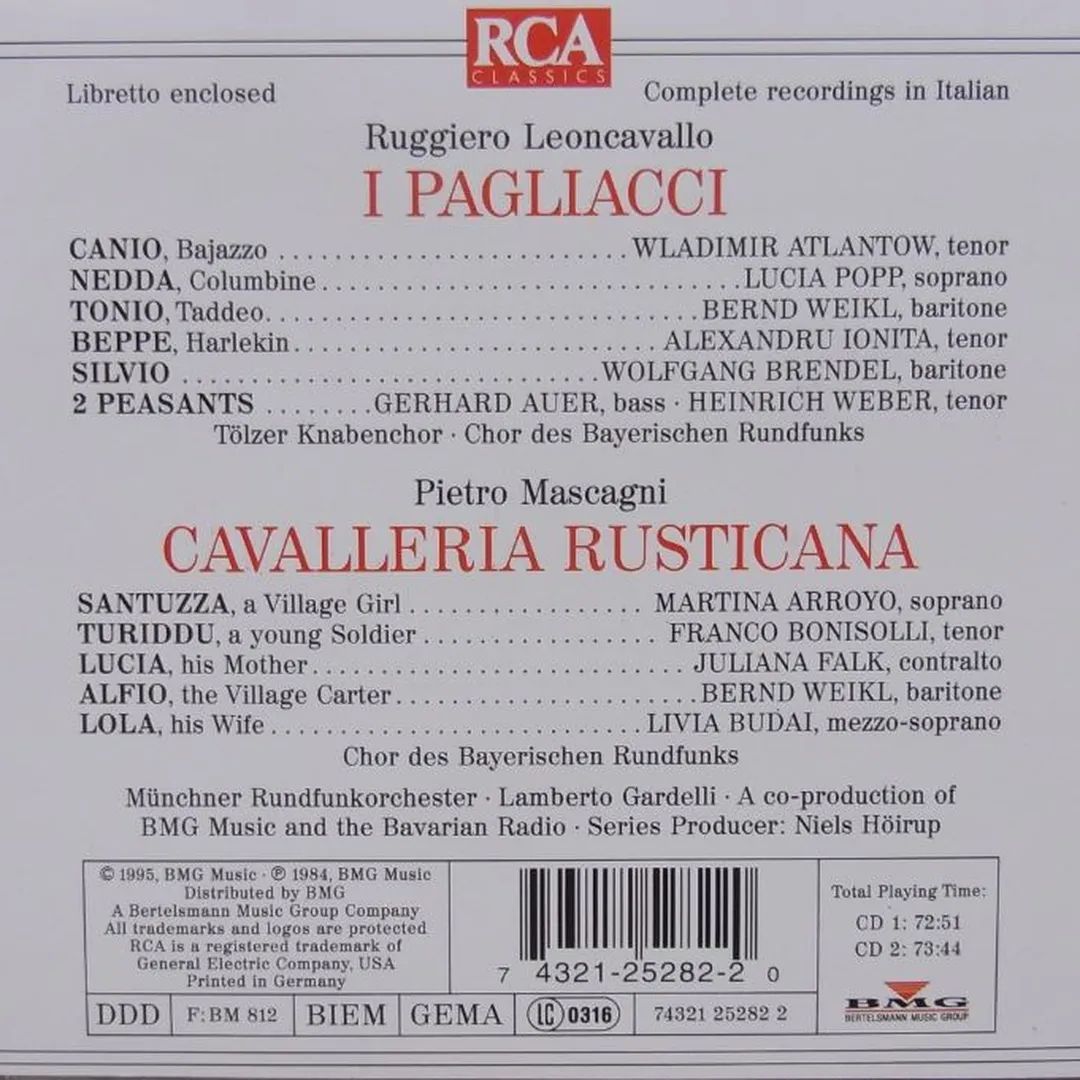 RCA
CLASSICS
Libretto enclosed
Complete recordings in Italian
Ruggiero Leoncavallo
I PAGLIACCI
CANIO, Bajazzo ......................... WLADIMIR ATLANTOW, tenor
NEDDA, Columbine .............................. LUCIA POPP, soprano
TONIO, Taddeo ............................... BERND WEIKL, baritone
BEPPE, Harlekin .......................... ALEXANDRU IONITA, tenor
SILVIO .............................. WOLFGANG BRENDEL, baritone
2 PEASANTS ........ GERHARD AUER, bass · HEINRICH WEBER, tenor
Tölzer Knabenchor · Chor des Bayerischen Rundfunks
Pietro Mascagni
CAVALLERIA RUSTICANA
SANTUZZA, a Village Girl ................. MARTINA ARROYO, soprano
TURIDDU, a young Soldier ................. FRANCO BONISOLLI, tenor
LUCIA, his Mother ........................... JULIANA FALK, contralto
ALFIO, the Village Carter ...................... BERND WEIKL, baritone
LOLA, his Wife ........................... LIVIA BUDAI, mezzo-soprano
Chor des Bayerischen Rundfunks
Münchner Rundfunkorchester · Lamberto Gardelli · A co-production of
BMG Music and the Bavarian Radio · Series Producer: Niels Höirup
© 1995, BMG Music · ℗ 1984, BMG Music
Distributed by BMG
A Bertelsmann Music Group Company
All trademarks and logos are protected
RCA is a registered trademark of
General Electric Company, USA
Printed in Germany
7 4321-25282-2 0
Total Playing Time:
CD 1: 72:51
CD 2: 73:44
BMG
BERTELSMANN MUSIC GROUP
DDD
F: BM 812
BIEM
GEMA
LC 0316
74321 25282 2